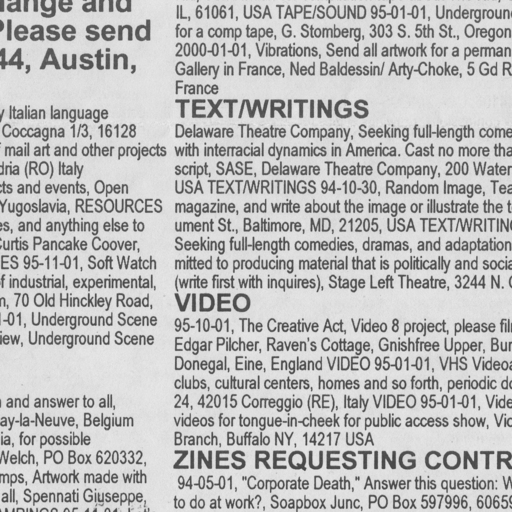 lange and
Please send
44, Austin,
y Italian language
Coccagna 1/3, 16128
f mail art and other projects
dria (RO) Italy
cts and events, Open
Yugoslavia, RESOURCES
es, and anything else to
Curtis Pancake Coover,
ES 95-11-01, Soft Watch
of industrial, experimental,
n, 70 Old Hinckley Road,
-01, Underground Scene
iew, Underground Scene
and answer to all,
ay-la-Neuve, Belgium
ia, for possible
Welch, PO Box 620332,
mps, Artwork made with
all, Spennati Giuseppe,
IL, 61061, USA TAPE/SOUND 95-01-01, Undergroun
for a comp tape, G. Stomberg, 303 S. 5th St., Oregon
2000-01-01, Vibrations, Send all artwork for a perman
Gallery in France, Ned Baldessin/ Arty-Choke, 5 Gd R
France
TEXT/WRITINGS
Delaware Theatre Company, Seeking full-length come
with interracial dynamics in America. Cast no more tha
script, SASE, Delaware Theatre Company, 200 Water
USA TEXT/WRITINGS 94-10-30, Random Image, Tea
magazine, and write about the image or illustrate the t
ument St., Baltimore, MD, 21205, USA TEXT/WRITING
Seeking full-length comedies, dramas, and adaptation
mitted to producing material that is politically and socia
(write first with inquires), Stage Left Theatre, 3244 N. C
VIDEO
95-10-01, The Creative Act, Video 8 project, please film
Edgar Pilcher, Raven's Cottage, Gnishfree Upper, Bur
Donegal, Eine, England VIDEO 95-01-01, VHS Videoa
clubs, cultural centers, homes and so forth, periodic do
24, 42015 Correggio (RE), Italy VIDEO 95-01-01, Vide
videos for tongue-in-cheek for public access show, Vid
Branch, Buffalo NY, 14217 USA
ZINES REQUESTING CONTR
94-05-01, "Corporate Death," Answer this question: W
to do at work?, Soapbox Junc, PO Box 597996, 60659